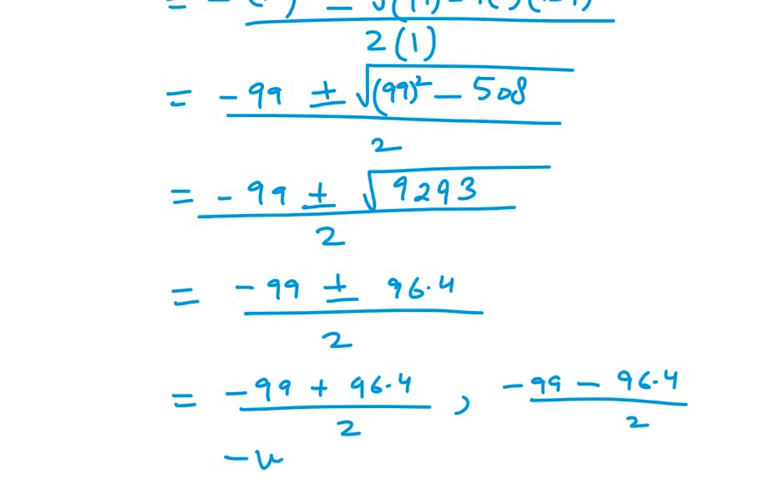 2(1)
= -99 ± √(99)² - 508
2
= -99 ± √9293
2
= -99 ± 96.4
2
= -99 + 96.4 , -99 - 96.4
2 2